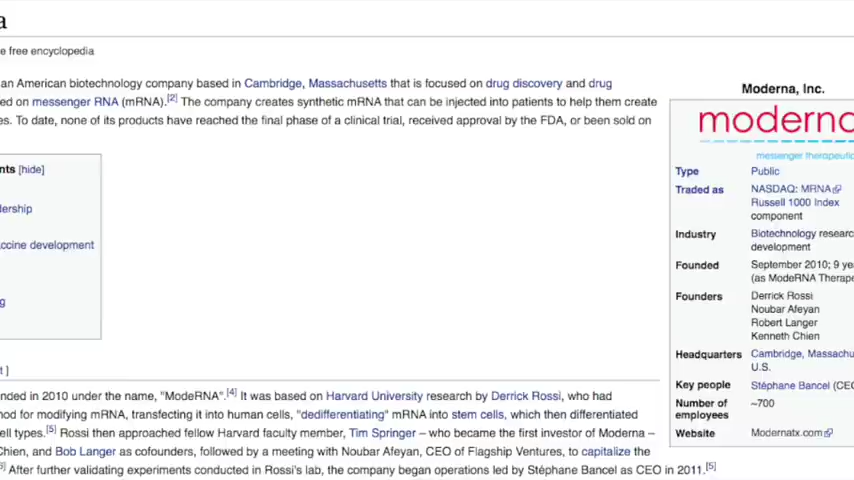 a
e free encyclopedia
an American biotechnology company based in Cambridge, Massachusetts that is focused on drug discovery and drug
ed on messenger RNA (mRNA).[2] The company creates synthetic mRNA that can be injected into patients to help them create
es. To date, none of its products have reached the final phase of a clinical trial, received approval by the FDA, or been sold on
nts [hide]
dership
accine development
g
t ]
nded in 2010 under the name, "ModeRNA".[4] It was based on Harvard University research by Derrick Rossi, who had
nod for modifying mRNA, transfecting it into human cells, "dedifferentiating" mRNA into stem cells, which then differentiated
ell types.[5] Rossi then approached fellow Harvard faculty member, Tim Springer – who became the first investor of Moderna –
Chien, and Bob Langer as cofounders, followed by a meeting with Noubar Afeyan, CEO of Flagship Ventures, to capitalize the
After further validating experiments conducted in Rossi's lab, the company began operations led by Stéphane Bancel as CEO in 2011.[5]
Moderna, Inc.
moderna
messenger therapeutic
Type Public
Traded as NASDAQ: MRNA
Russell 1000 Index
component
Industry Biotechnology researc
development
Founded September 2010; 9 ye
(as ModeRNA Therape
Founders Derrick Rossi
Noubar Afeyan
Robert Langer
Kenneth Chien
Headquarters Cambridge, Massachu
U.S.
Key people Stéphane Bancel (CEO
Number of ~700
employees
Website Modernatx.com